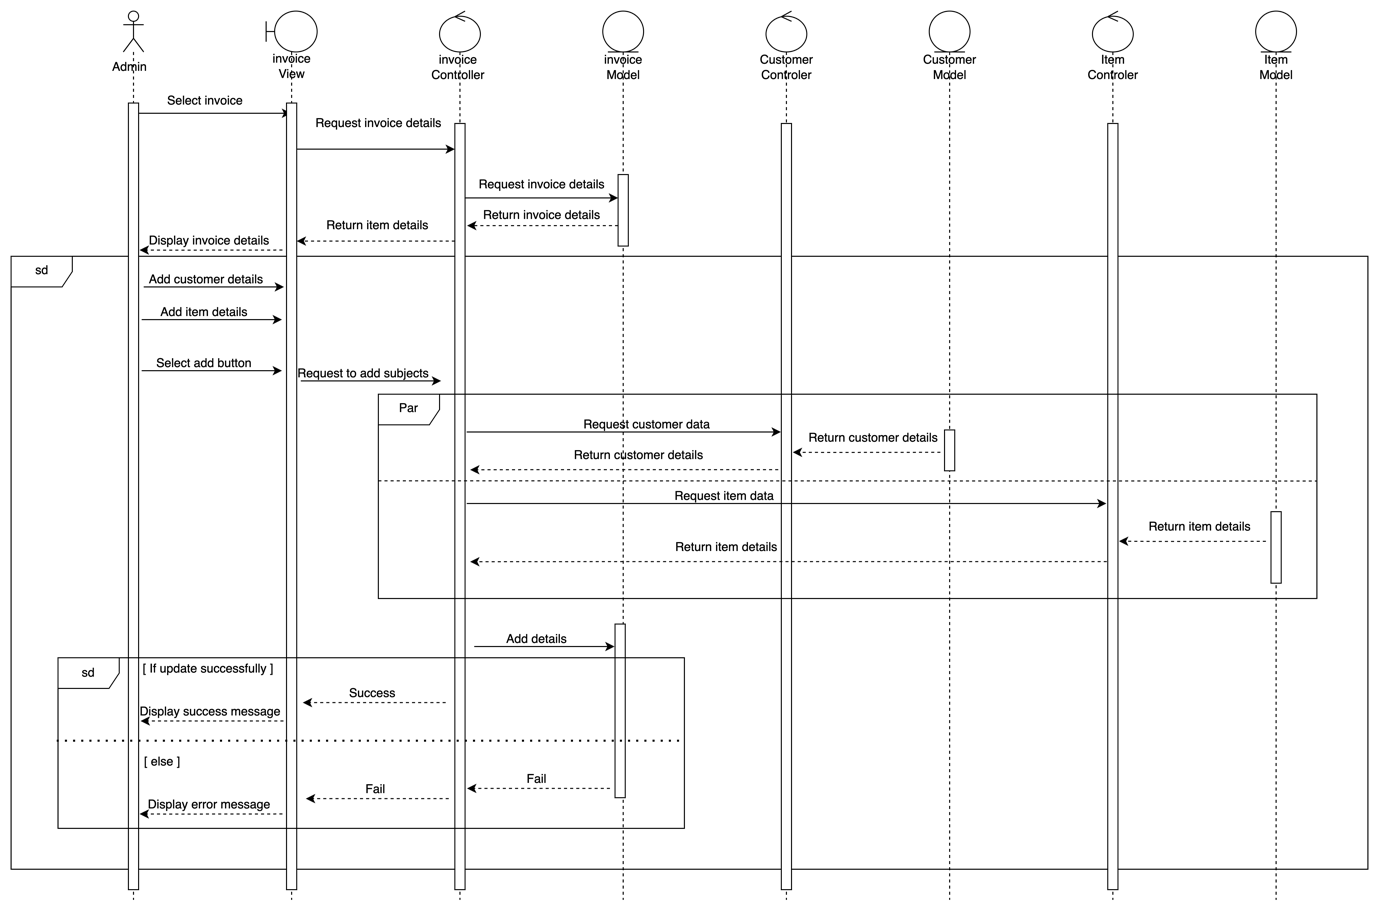 Admin
invoice
View
invoice
Controller
invoice
Model
Customer
Controler
Customer
Model
Item
Controler
Item
Model
Select invoice
Request invoice details
Request invoice details
Return invoice details
Return item details
Display invoice details
sd
Add customer details
Add item details
Select add button
Request to add subjects
Par
Request customer data
Return customer details
Return customer details
Request item data
Return item details
Return item details
Add details
sd
[ If update successfully ]
Success
Display success message
[ else ]
Fail
Fail
Display error message